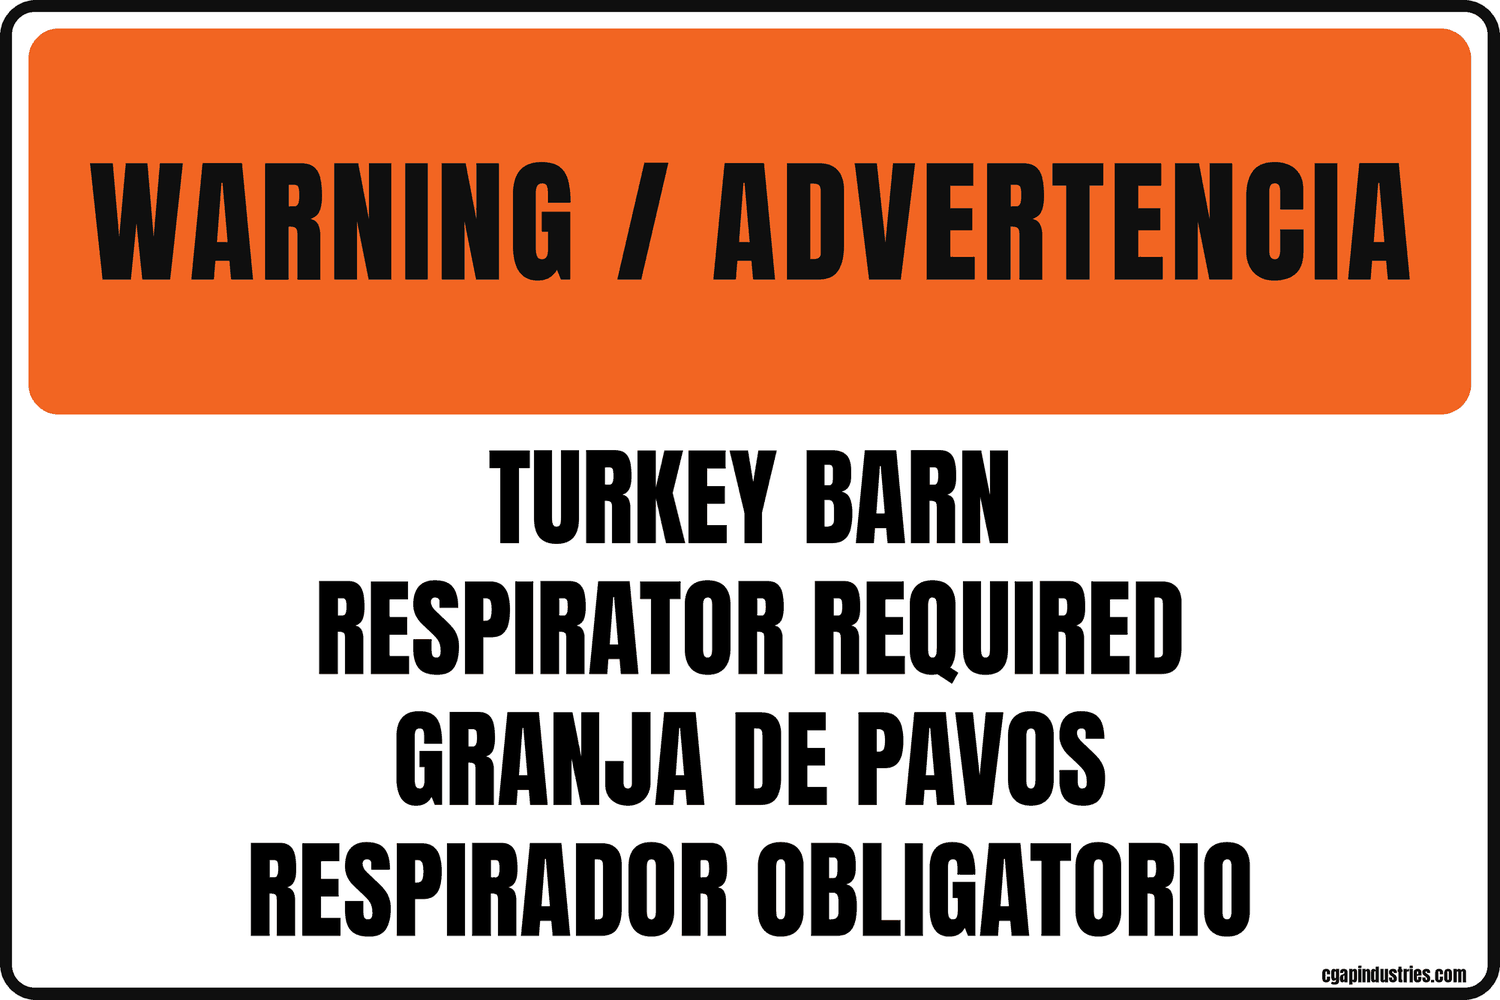 WARNING / ADVERTENCIA
TURKEY BARN
RESPIRATOR REQUIRED
GRANJA DE PAVOS
RESPIRADOR OBLIGATORIO
cgapindustries.com